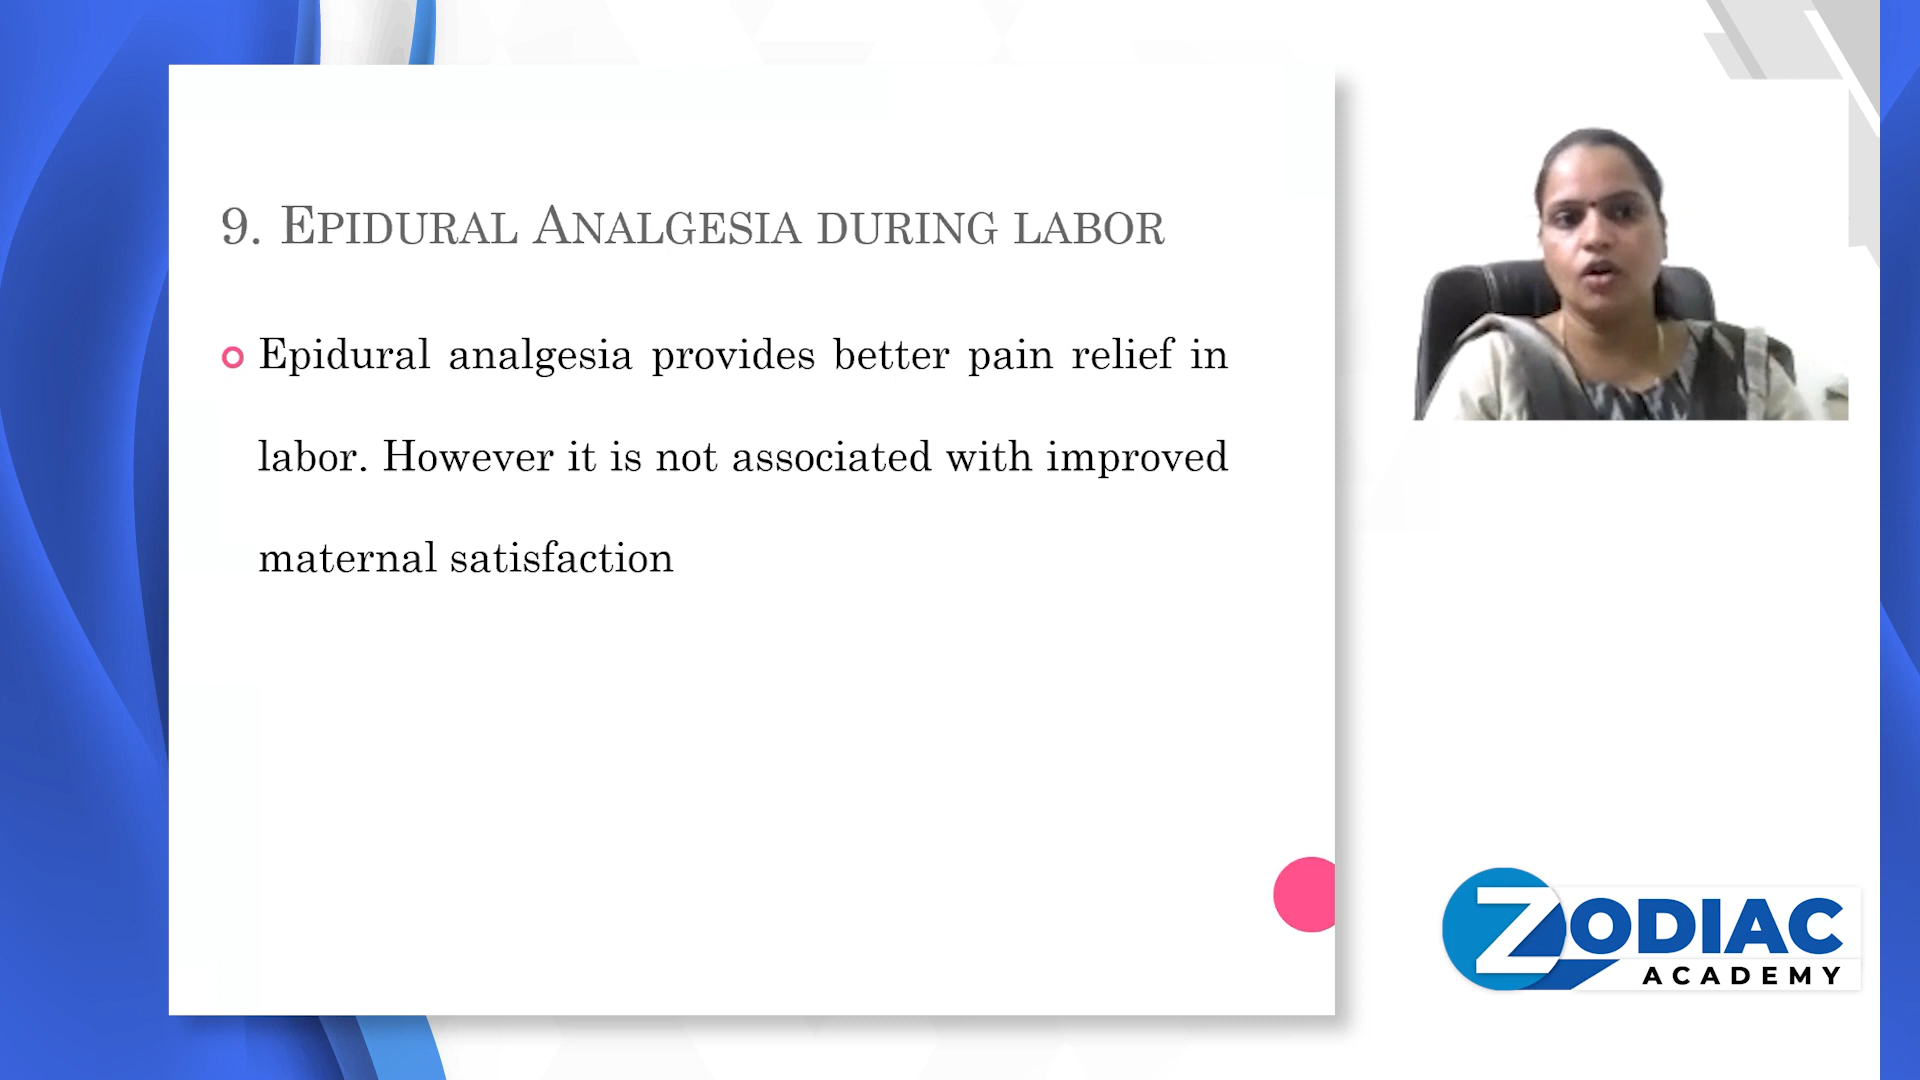 9. EPIDURAL ANALGESIA DURING LABOR
Epidural analgesia provides better pain relief in
labor. However it is not associated with improved
maternal satisfaction
ZODIAC
ACADEMY